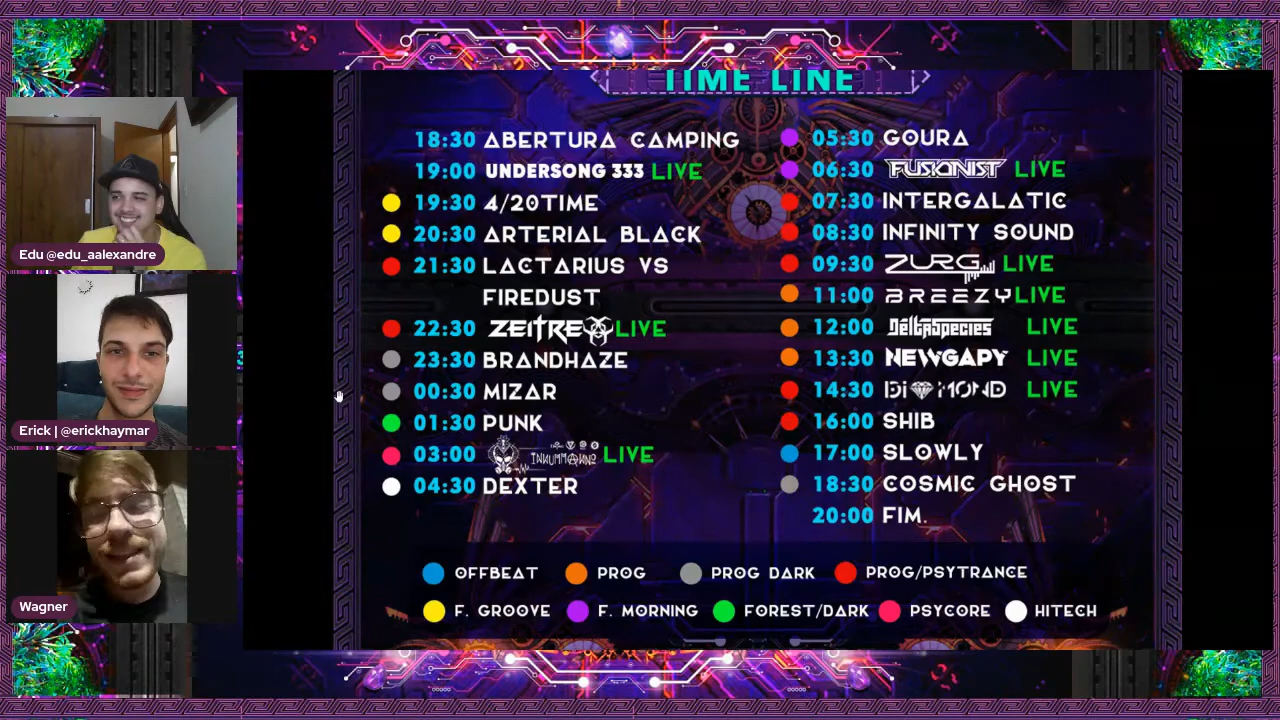 TIME LINE
18:30 ABERTURA CAMPING
19:00 UNDERSONG 333 LIVE
19:30 4/20TIME
20:30 ARTERIAL BLACK
21:30 LACTARIUS VS
FIREDUST
22:30 ZEITRE LIVE
23:30 BRANDHAZE
00:30 MIZAR
01:30 PUNK
03:00 LIVE
04:30 DEXTER
05:30 GOURA
06:30 FUSIONIST LIVE
07:30 INTERGALATIC
08:30 INFINITY SOUND
09:30 ZURG LIVE
11:00 BREEZY LIVE
12:00 DeltaSpecies LIVE
13:30 NEWGAPY LIVE
14:30 DIMOND LIVE
16:00 SHIB
17:00 SLOWLY
18:30 COSMIC GHOST
20:00 FIM.
OFFBEAT PROG PROG DARK PROG/PSYTRANCE
F. GROOVE F. MORNING FOREST/DARK PSYCORE HITECH
Edu @edu_aalexandre
Erick | @erickhaymar
Wagner